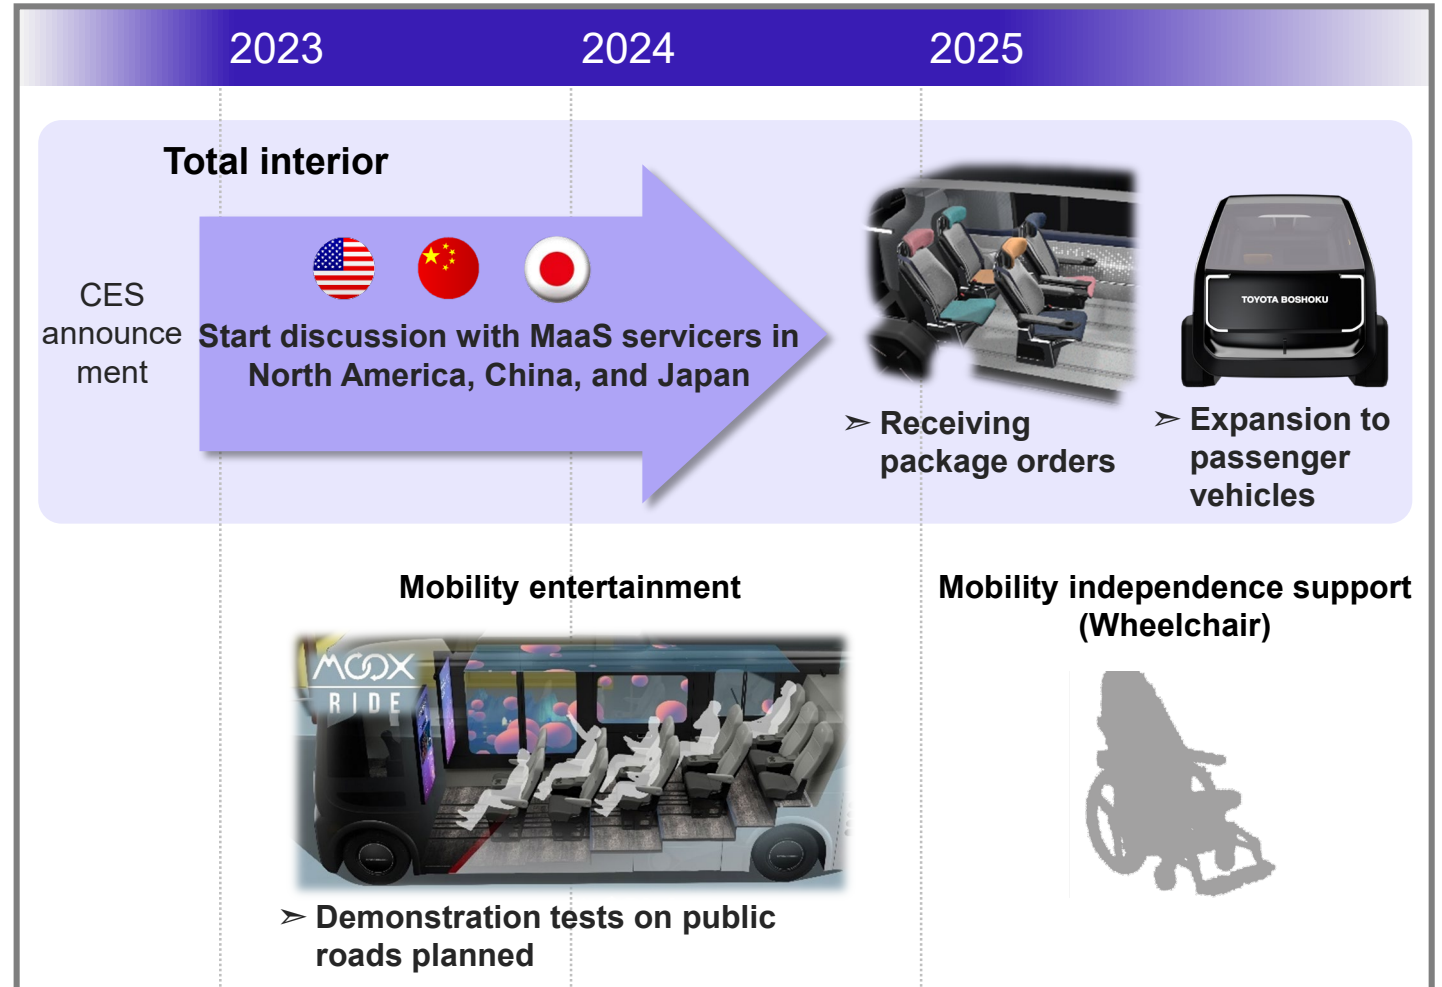 2023
2024
2025
Total interior
CES
announce
ment
Start discussion with MaaS servicers in
North America, China, and Japan
TOYOTA BOSHOKU
➢ Receiving
package orders
➢ Expansion to
passenger
vehicles
Mobility entertainment
MOOX
RIDE
➢ Demonstration tests on public
roads planned
Mobility independence support
(Wheelchair)